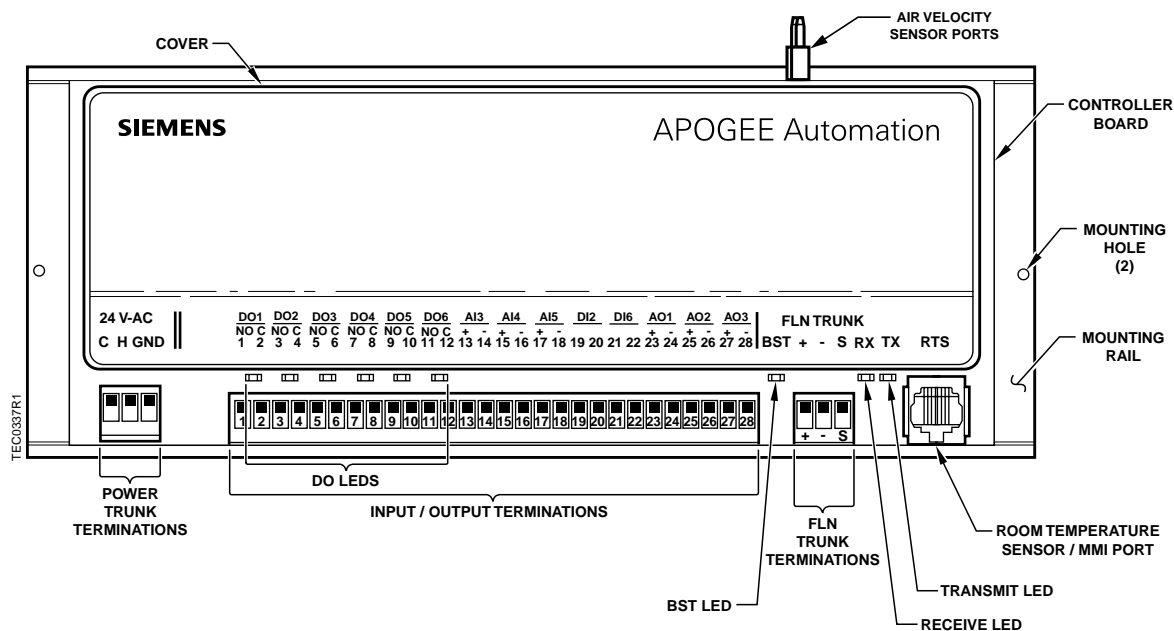 AIR VELOCITY
SENSOR PORTS
COVER
SIEMENS
APOGEE Automation
CONTROLLER
BOARD
MOUNTING
HOLE
(2)
MOUNTING
RAIL
24 V-AC
C H GND
DO1 DO2 DO3 DO4 DO5 DO6 AI3 AI4 AI5 DI2 DI6 AO1 AO2 AO3
NO C NO C NO C NO C NO C NO C + - + - + - + - + - + -
1 2 3 4 5 6 7 8 9 10 11 12 13 14 15 16 17 18 19 20 21 22 23 24 25 26 27 28
FLN TRUNK
BST + - S RX TX RTS
1 2 3 4 5 6 7 8 9 10 11 12 13 14 15 16 17 18 19 20 21 22 23 24 25 26 27 28
+ - S
TEC0337R1
POWER
TRUNK
TERMINATIONS
DO LEDS
INPUT / OUTPUT TERMINATIONS
FLN
TRUNK
TERMINATIONS
ROOM TEMPERATURE
SENSOR / MMI PORT
TRANSMIT LED
BST LED
RECEIVE LED